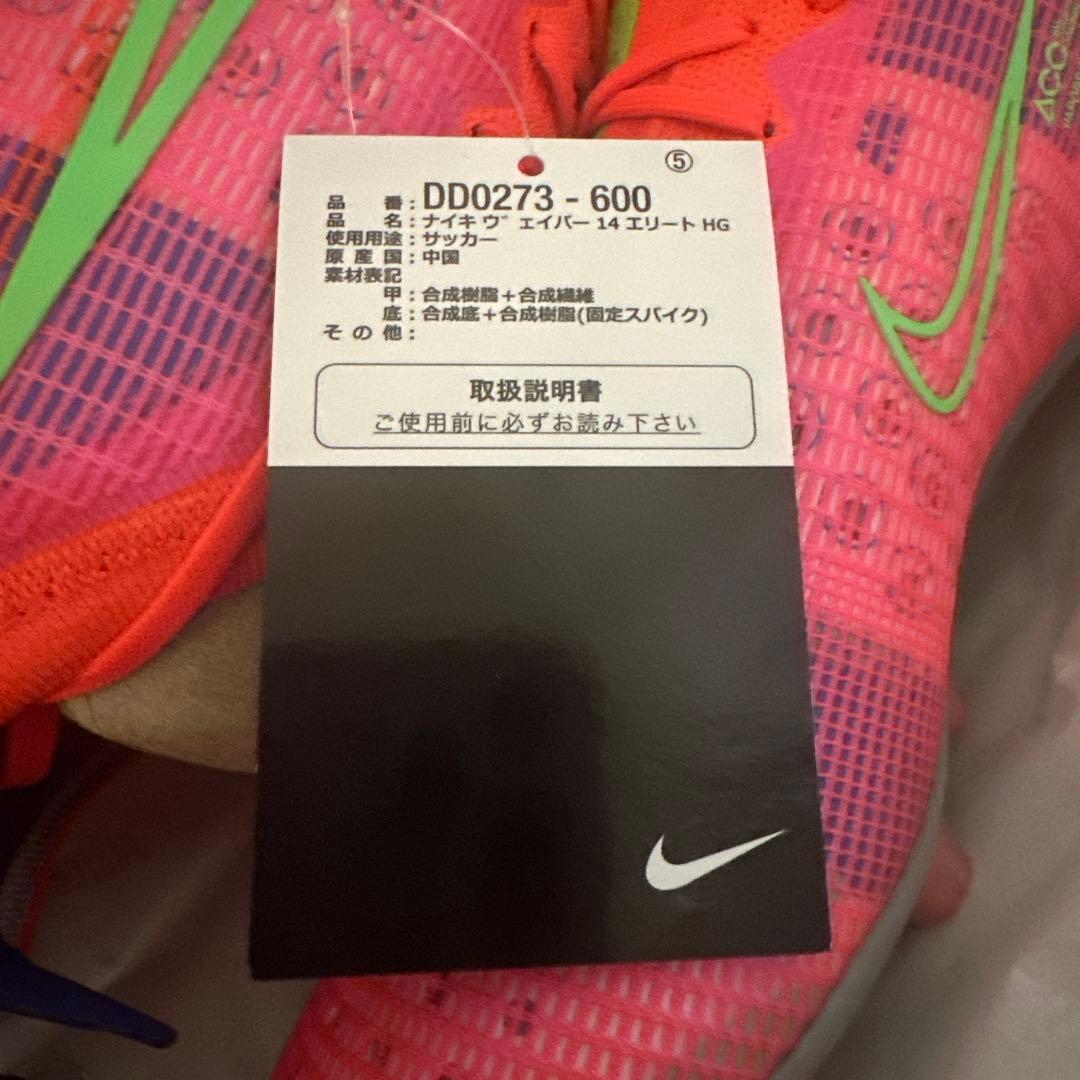 ⑤
品 番 : DD0273 - 600
品 名 : ナイキ ヴ ェイパー 14 エリート HG
使用用途 : サッカー
原 産 国 : 中国
素材表記
甲 : 合成樹脂+合成繊維
底 : 合成底+合成樹脂(固定スパイク)
そ の 他 :
取扱説明書
ご使用前に必ずお読み下さい
ACC